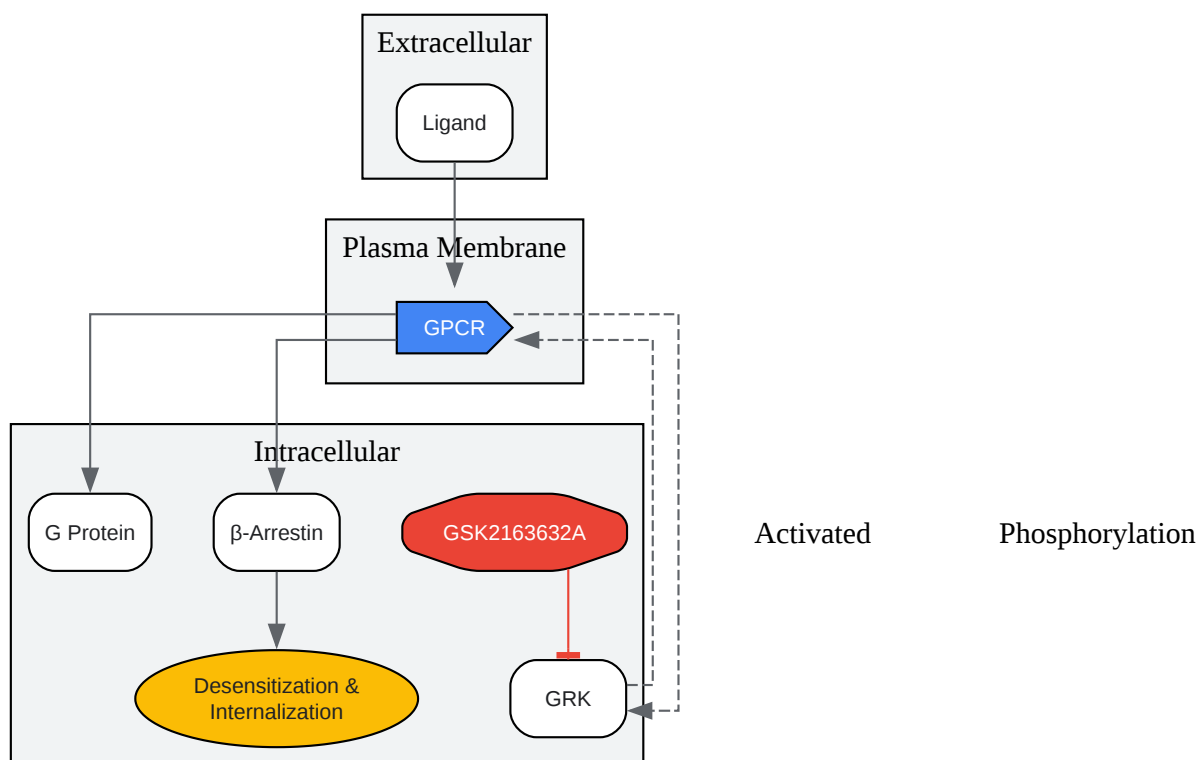 Extracellular
Ligand
Plasma Membrane
GPCR
Intracellular
G Protein
β-Arrestin
GSK2163632A
Activated
Phosphorylation
Desensitization &
Internalization
GRK